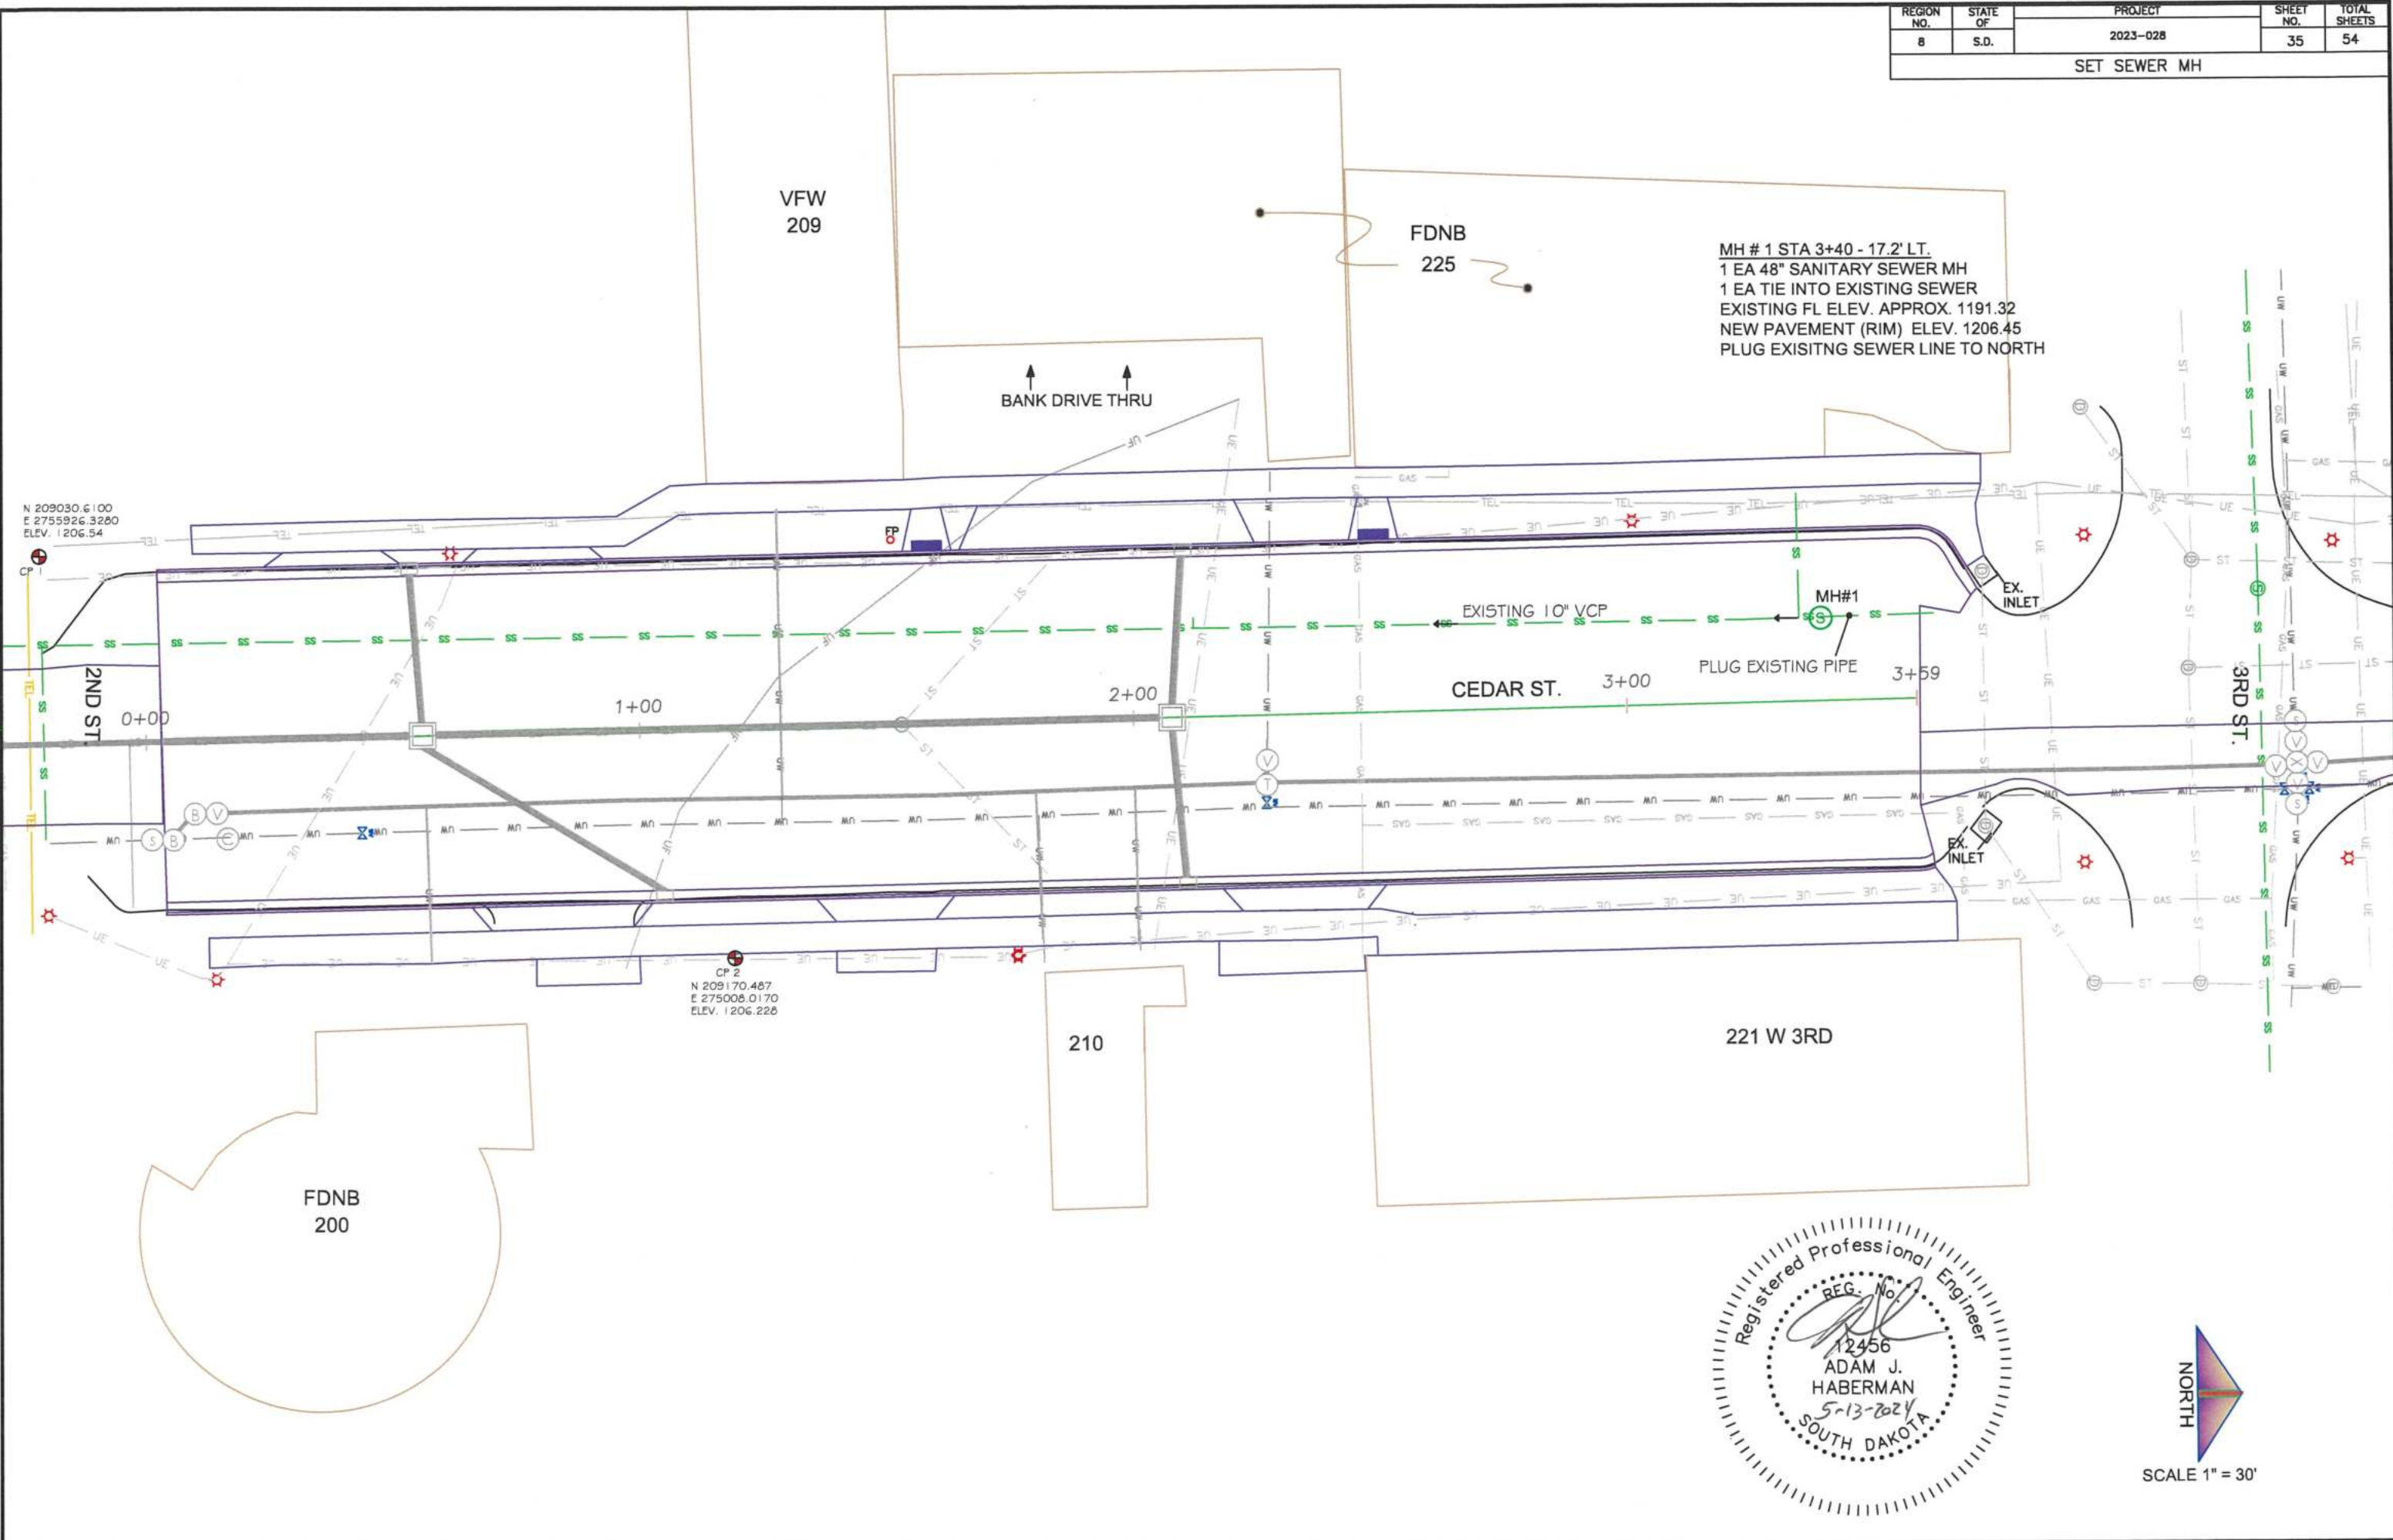 REGION NO.
STATE OF
PROJECT
SHEET NO.
TOTAL SHEETS
8
S.D.
2023-028
35
54
SET SEWER MH
VFW
209
FDNB
225
MH # 1 STA 3+40 - 17.2' LT.
1 EA 48" SANITARY SEWER MH
1 EA TIE INTO EXISTING SEWER
EXISTING FL ELEV. APPROX. 1191.32
NEW PAVEMENT (RIM) ELEV. 1206.45
PLUG EXISITNG SEWER LINE TO NORTH
BANK DRIVE THRU
N 209030.6100
E 2755926.3280
ELEV. 1206.54
CP 1
FP
EX.
INLET
MH#1
EXISTING 10" VCP
PLUG EXISTING PIPE
2ND ST.
0+00
1+00
2+00
CEDAR ST.
3+00
3+59
3RD ST.
EX.
INLET
CP 2
N 209170.487
E 275008.0170
ELEV. 1206.228
210
221 W 3RD
FDNB
200
Registered Professional Engineer
REG. No.
12456
ADAM J.
HABERMAN
5-13-2024
SOUTH DAKOTA
NORTH
SCALE 1" = 30'